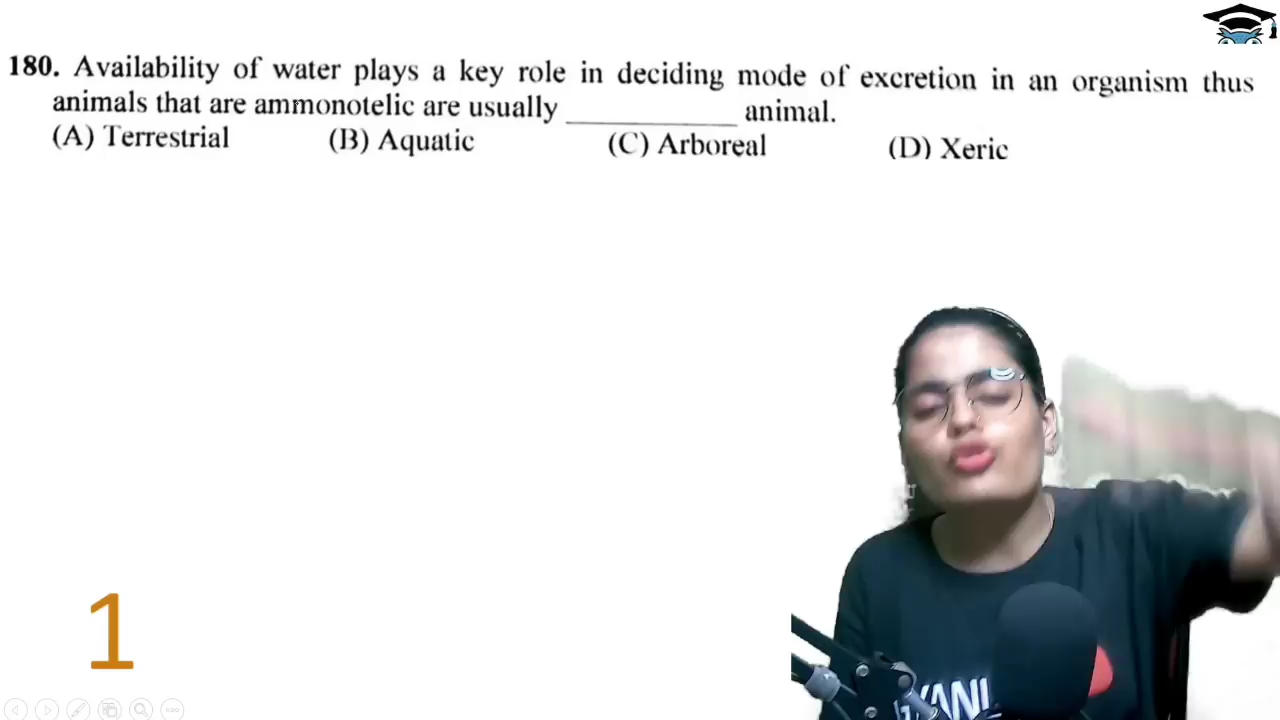 180. Availability of water plays a key role in deciding mode of excretion in an organism thus
animals that are ammonotelic are usually ____________ animal.
(A) Terrestrial (B) Aquatic (C) Arboreal (D) Xeric
1